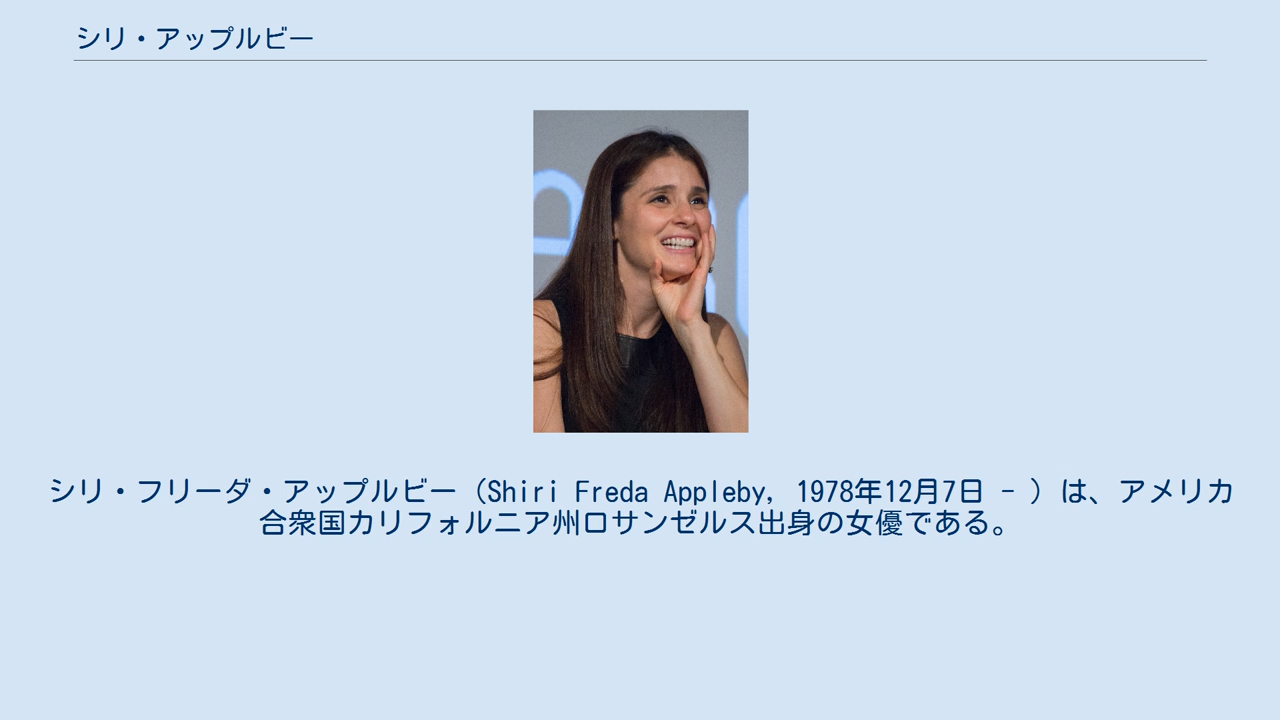 シリ・アップルビー
シリ・フリーダ・アップルビー（Shiri Freda Appleby, 1978年12月7日 - ）は、アメリカ
合衆国カリフォルニア州ロサンゼルス出身の女優である。